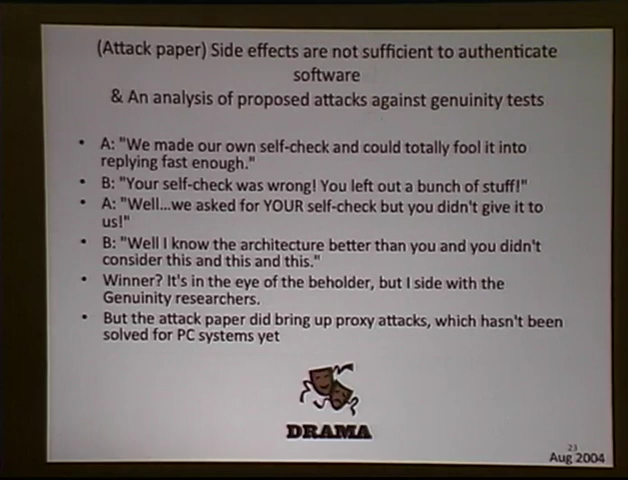 (Attack paper) Side effects are not sufficient to authenticate
software
& An analysis of proposed attacks against genuinity tests
• A: "We made our own self-check and could totally fool it into
replying fast enough."
• B: "Your self-check was wrong! You left out a bunch of stuff!"
• A: "Well...we asked for YOUR self-check but you didn't give it to
us!"
• B: "Well I know the architecture better than you and you didn't
consider this and this and this."
• Winner? It's in the eye of the beholder, but I side with the
Genuinity researchers.
• But the attack paper did bring up proxy attacks, which hasn't been
solved for PC systems yet
DRAMA
23
Aug 2004